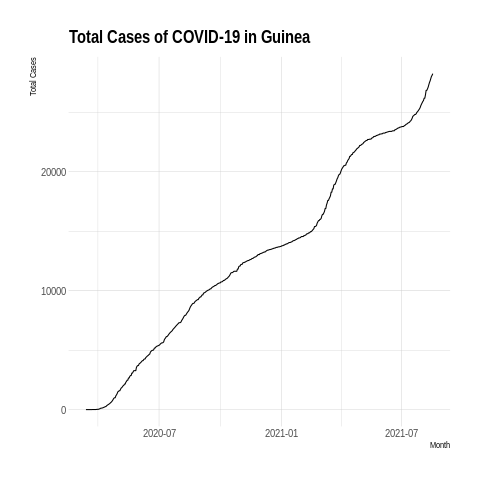 Total Cases of COVID-19 in Guinea
Total Cases
20000
10000
0
2020-07
2021-01
2021-07
Month